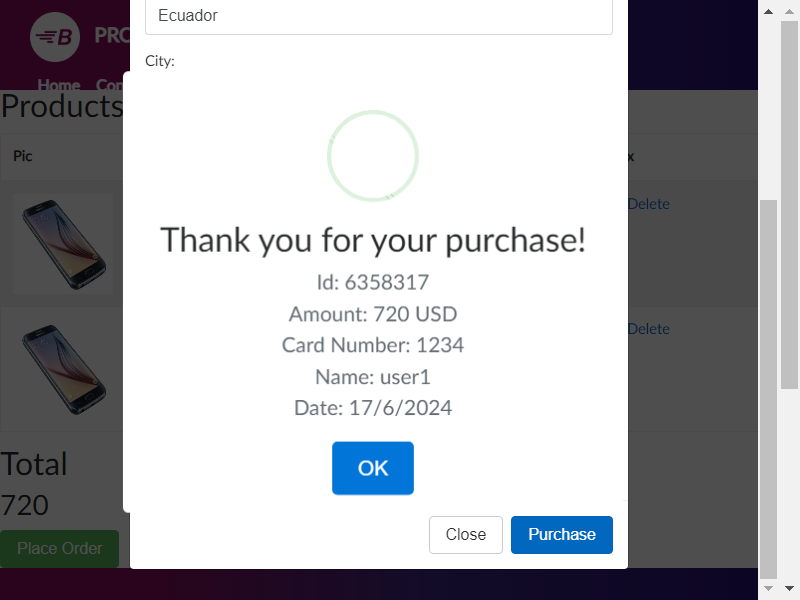 Ecuador
B PRO
City:
Home Con
Products
Pic x
Delete
Thank you for your purchase!
Id: 6358317
Amount: 720 USD
Delete
Card Number: 1234
Name: user1
Date: 17/6/2024
Total
OK
720
Close Purchase
Place Order